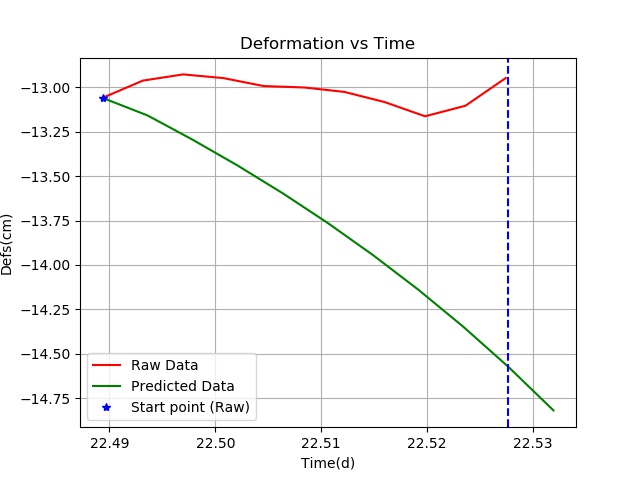 Deformation vs Time
Defs(cm)
−13.00
−13.25
−13.50
−13.75
−14.00
−14.25
−14.50
−14.75
Raw Data
Predicted Data
Start point (Raw)
22.49 22.50 22.51 22.52 22.53
Time(d)